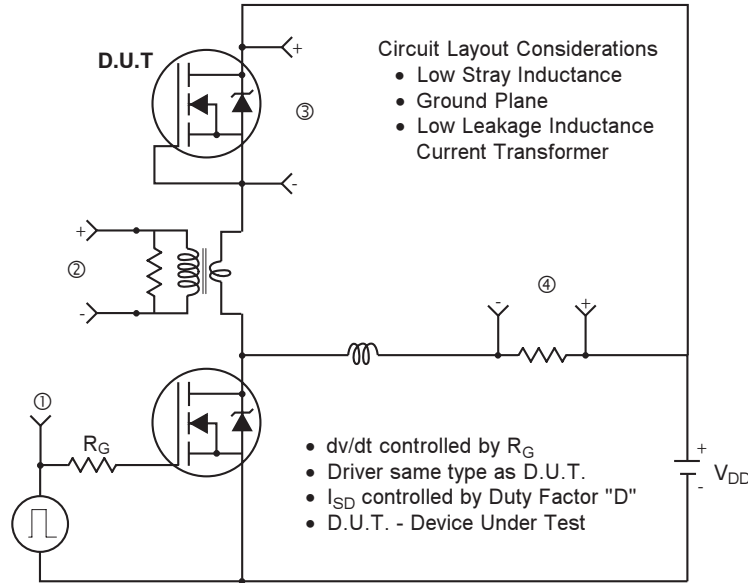 D.U.T
+
③
-
Circuit Layout Considerations
• Low Stray Inductance
• Ground Plane
• Low Leakage Inductance
Current Transformer
+
②
-
④
-
+
①
RG
• dv/dt controlled by RG
• Driver same type as D.U.T.
• ISD controlled by Duty Factor "D"
• D.U.T. - Device Under Test
+
-
VDD